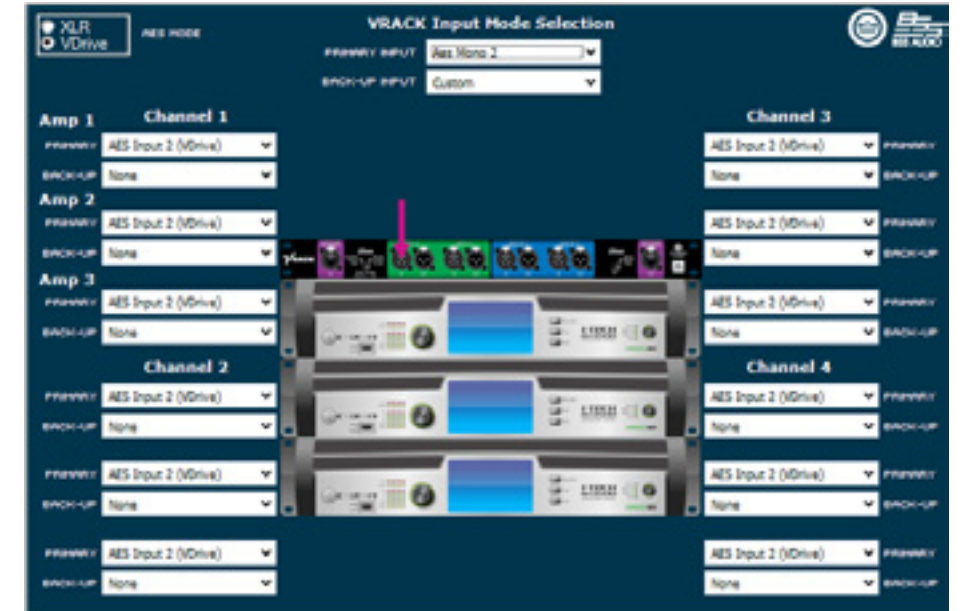 VRACK Input Mode Selection
XLR
VDrive
AES MODE
PRIMARY INPUT Aes Mono 2
BACK-UP INPUT Custom
BSS AUDIO
Amp 1 Channel 1 Channel 3
PRIMARY AES Input 2 (VDrive) AES Input 2 (VDrive) PRIMARY
BACK-UP None None BACK-UP
Amp 2
PRIMARY AES Input 2 (VDrive) AES Input 2 (VDrive) PRIMARY
BACK-UP None None BACK-UP
Amp 3
PRIMARY AES Input 2 (VDrive) AES Input 2 (VDrive) PRIMARY
BACK-UP None None BACK-UP
Channel 2 Channel 4
PRIMARY AES Input 2 (VDrive) AES Input 2 (VDrive) PRIMARY
BACK-UP None None BACK-UP
PRIMARY AES Input 2 (VDrive) AES Input 2 (VDrive) PRIMARY
BACK-UP None None BACK-UP
PRIMARY AES Input 2 (VDrive) AES Input 2 (VDrive) PRIMARY
BACK-UP None None BACK-UP